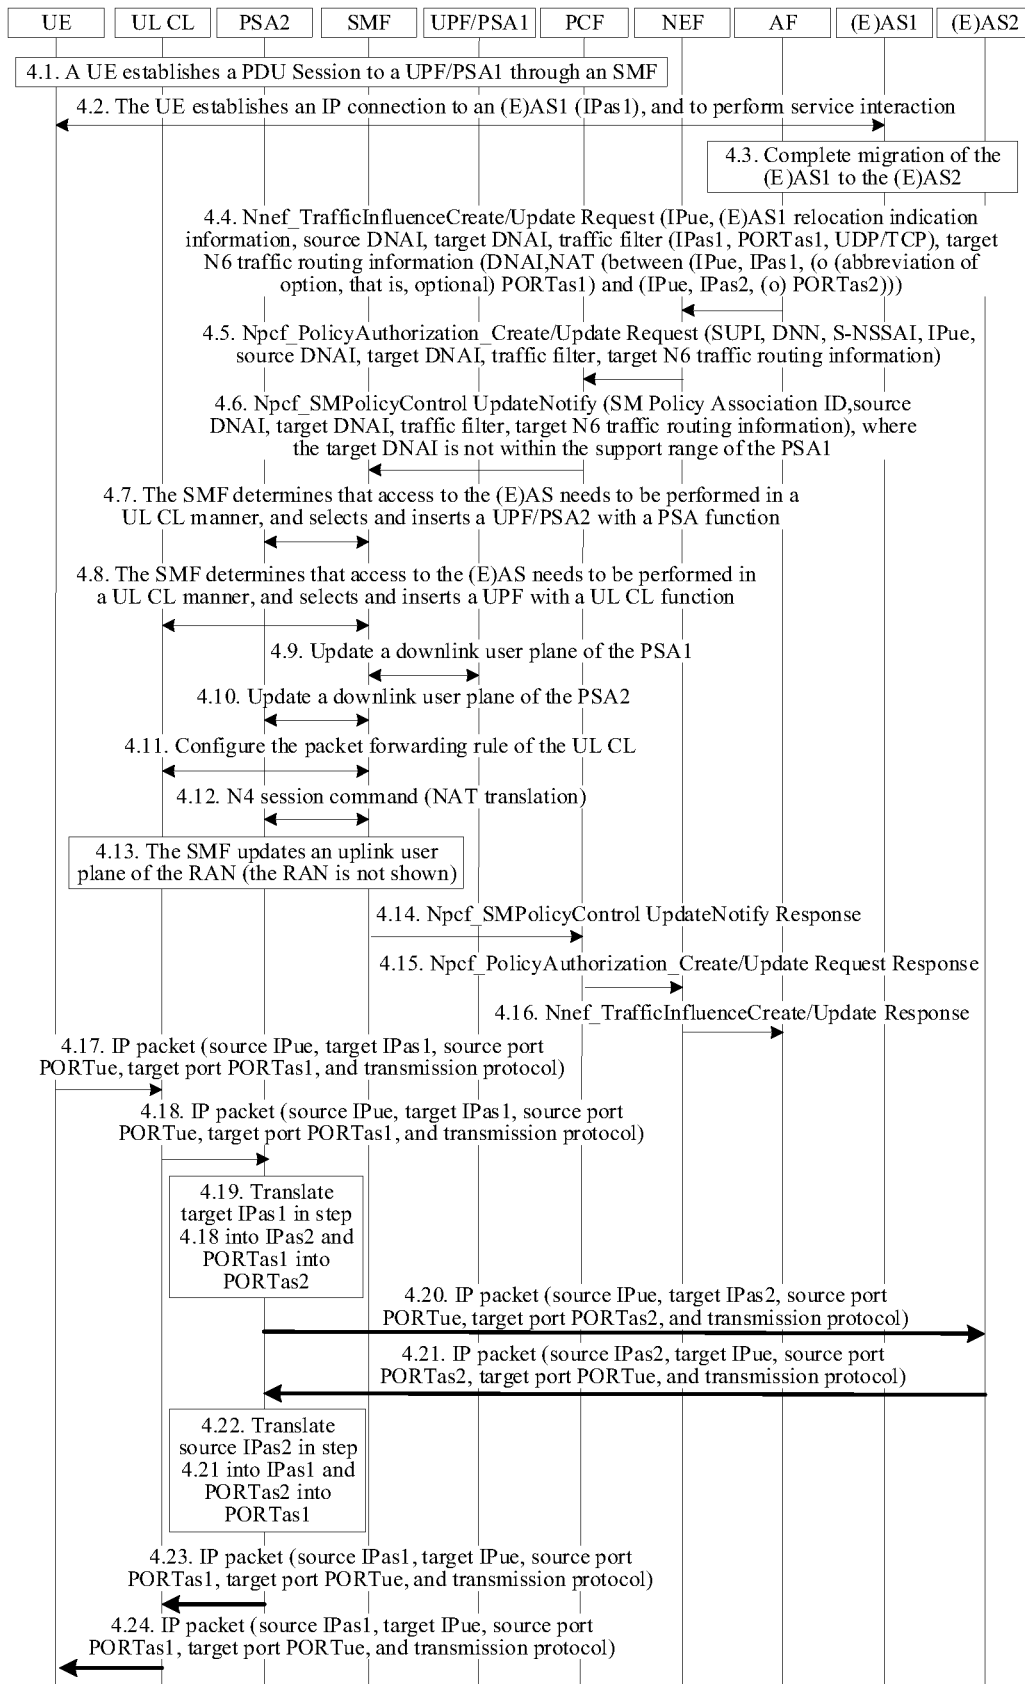 UE UL CL PSA2 SMF UPF/PSA1 PCF NEF AF (E)AS1 (E)AS2
4.1. A UE establishes a PDU Session to a UPF/PSA1 through an SMF
4.2. The UE establishes an IP connection to an (E)AS1 (IPas1), and to perform service interaction
4.3. Complete migration of the
(E)AS1 to the (E)AS2
4.4. Nnef_TrafficInfluenceCreate/Update Request (IPue, (E)AS1 relocation indication
information, source DNAI, target DNAI, traffic filter (IPas1, PORTas1, UDP/TCP), target
N6 traffic routing information (DNAI,NAT (between (IPue, IPas1, (o (abbreviation of
option, that is, optional) PORTas1) and (IPue, IPas2, (o) PORTas2)))
4.5. Npcf_PolicyAuthorization_Create/Update Request (SUPI, DNN, S-NSSAI, IPue,
source DNAI, target DNAI, traffic filter, target N6 traffic routing information)
4.6. Npcf_SMPolicyControl UpdateNotify (SM Policy Association ID,source
DNAI, target DNAI, traffic filter, target N6 traffic routing information), where
the target DNAI is not within the support range of the PSA1
4.7. The SMF determines that access to the (E)AS needs to be performed in a
UL CL manner, and selects and inserts a UPF/PSA2 with a PSA function
4.8. The SMF determines that access to the (E)AS needs to be performed in
a UL CL manner, and selects and inserts a UPF with a UL CL function
4.9. Update a downlink user plane of the PSA1
4.10. Update a downlink user plane of the PSA2
4.11. Configure the packet forwarding rule of the UL CL
4.12. N4 session command (NAT translation)
4.13. The SMF updates an uplink user
plane of the RAN (the RAN is not shown)
4.14. Npcf_SMPolicyControl UpdateNotify Response
4.15. Npcf_PolicyAuthorization_Create/Update Request Response
4.16. Nnef_TrafficInfluenceCreate/Update Response
4.17. IP packet (source IPue, target IPas1, source port
PORTue, target port PORTas1, and transmission protocol)
4.18. IP packet (source IPue, target IPas1, source port
PORTue, target port PORTas1, and transmission protocol)
4.19. Translate
target IPas1 in step
4.18 into IPas2 and
PORTas1 into
PORTas2
4.20. IP packet (source IPue, target IPas2, source port
PORTue, target port PORTas2, and transmission protocol)
4.21. IP packet (source IPas2, target IPue, source port
PORTas2, target port PORTue, and transmission protocol)
4.22. Translate
source IPas2 in step
4.21 into IPas1 and
PORTas2 into
PORTas1
4.23. IP packet (source IPas1, target IPue, source port
PORTas1, target port PORTue, and transmission protocol)
4.24. IP packet (source IPas1, target IPue, source port
PORTas1, target port PORTue, and transmission protocol)